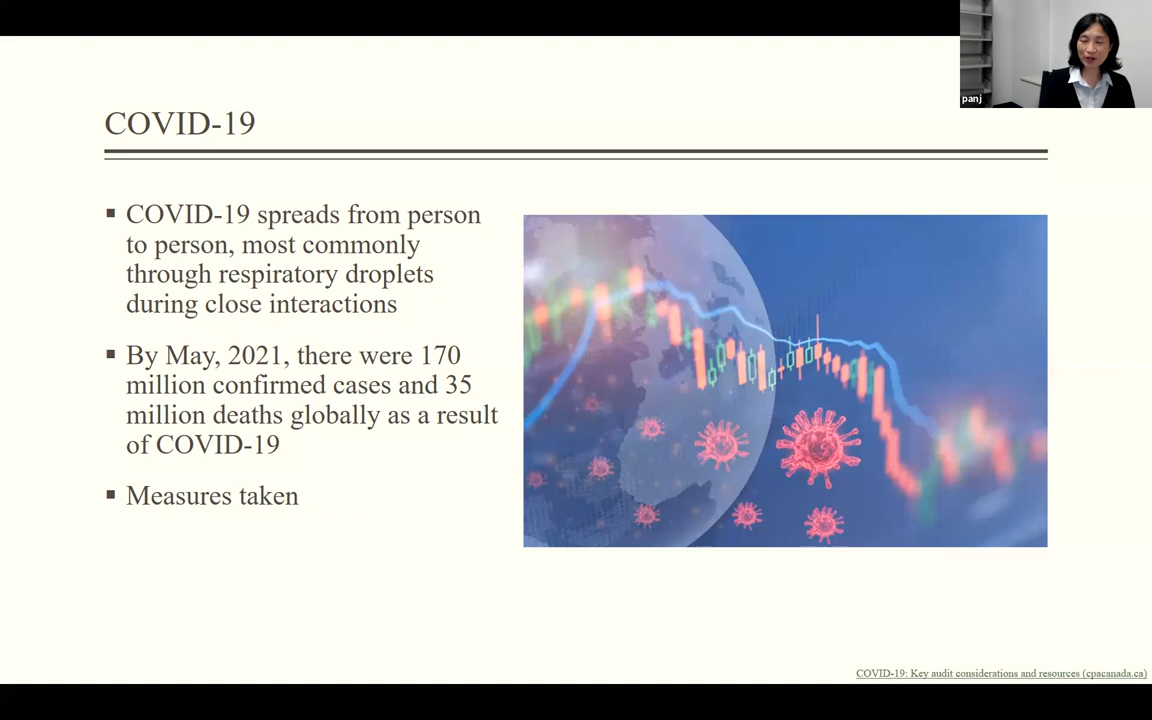 panj
COVID-19
▪ COVID-19 spreads from person
to person, most commonly
through respiratory droplets
during close interactions
▪ By May, 2021, there were 170
million confirmed cases and 35
million deaths globally as a result
of COVID-19
▪ Measures taken
COVID-19: Key audit considerations and resources (cpacanada.ca)